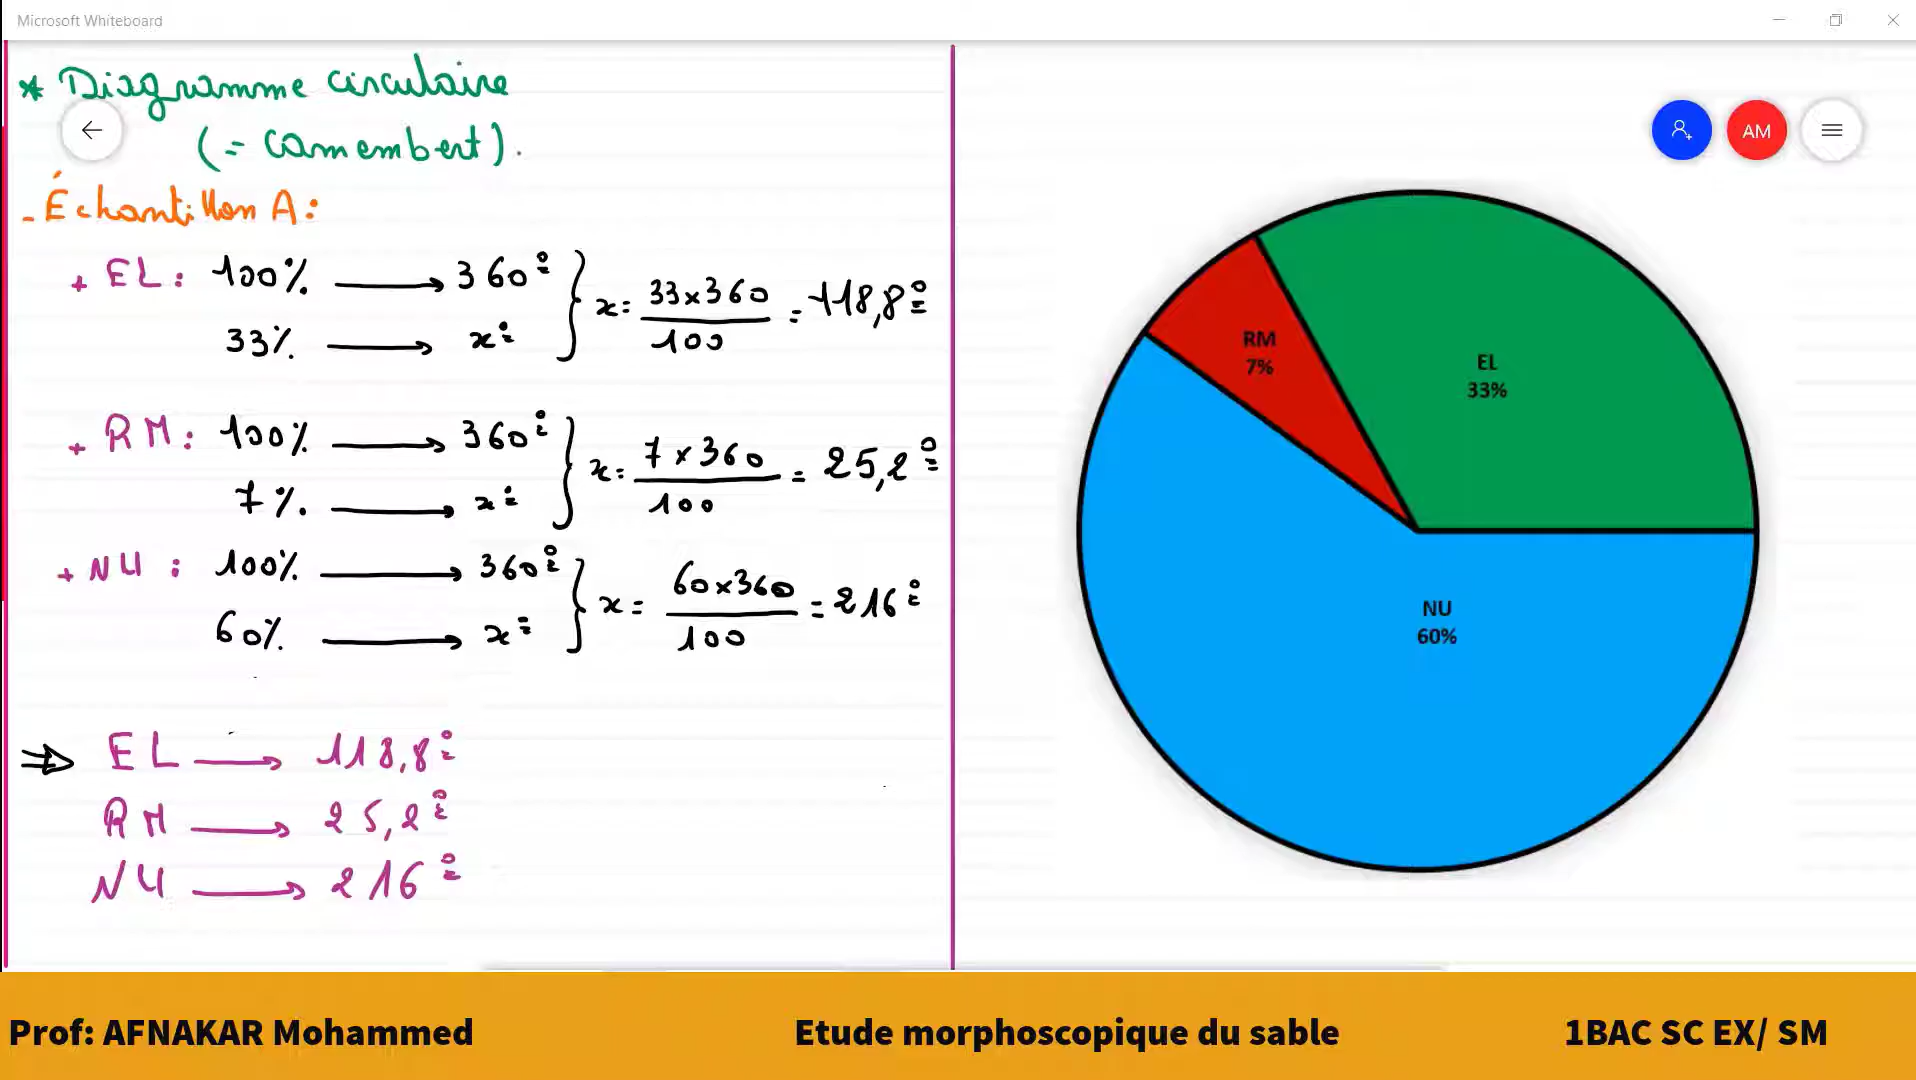 Microsoft Whiteboard
* Diagramme circulaire
(= Camembert).
- Échantillon A:
+ EL: 100% → 360° } x = 33×360 / 100 = 118,8°
33% → x°
+ RM: 100% → 360° } x = 7×360 / 100 = 25,2°
7% → x°
+ NU: 100% → 360° } x = 60×360 / 100 = 216°
60% → x°
⇒ EL → 118,8°
RM → 25,2°
NU → 216°
AM
RM
7%
EL
33%
NU
60%
Prof: AFNAKAR Mohammed
Etude morphoscopique du sable
1BAC SC EX/ SM